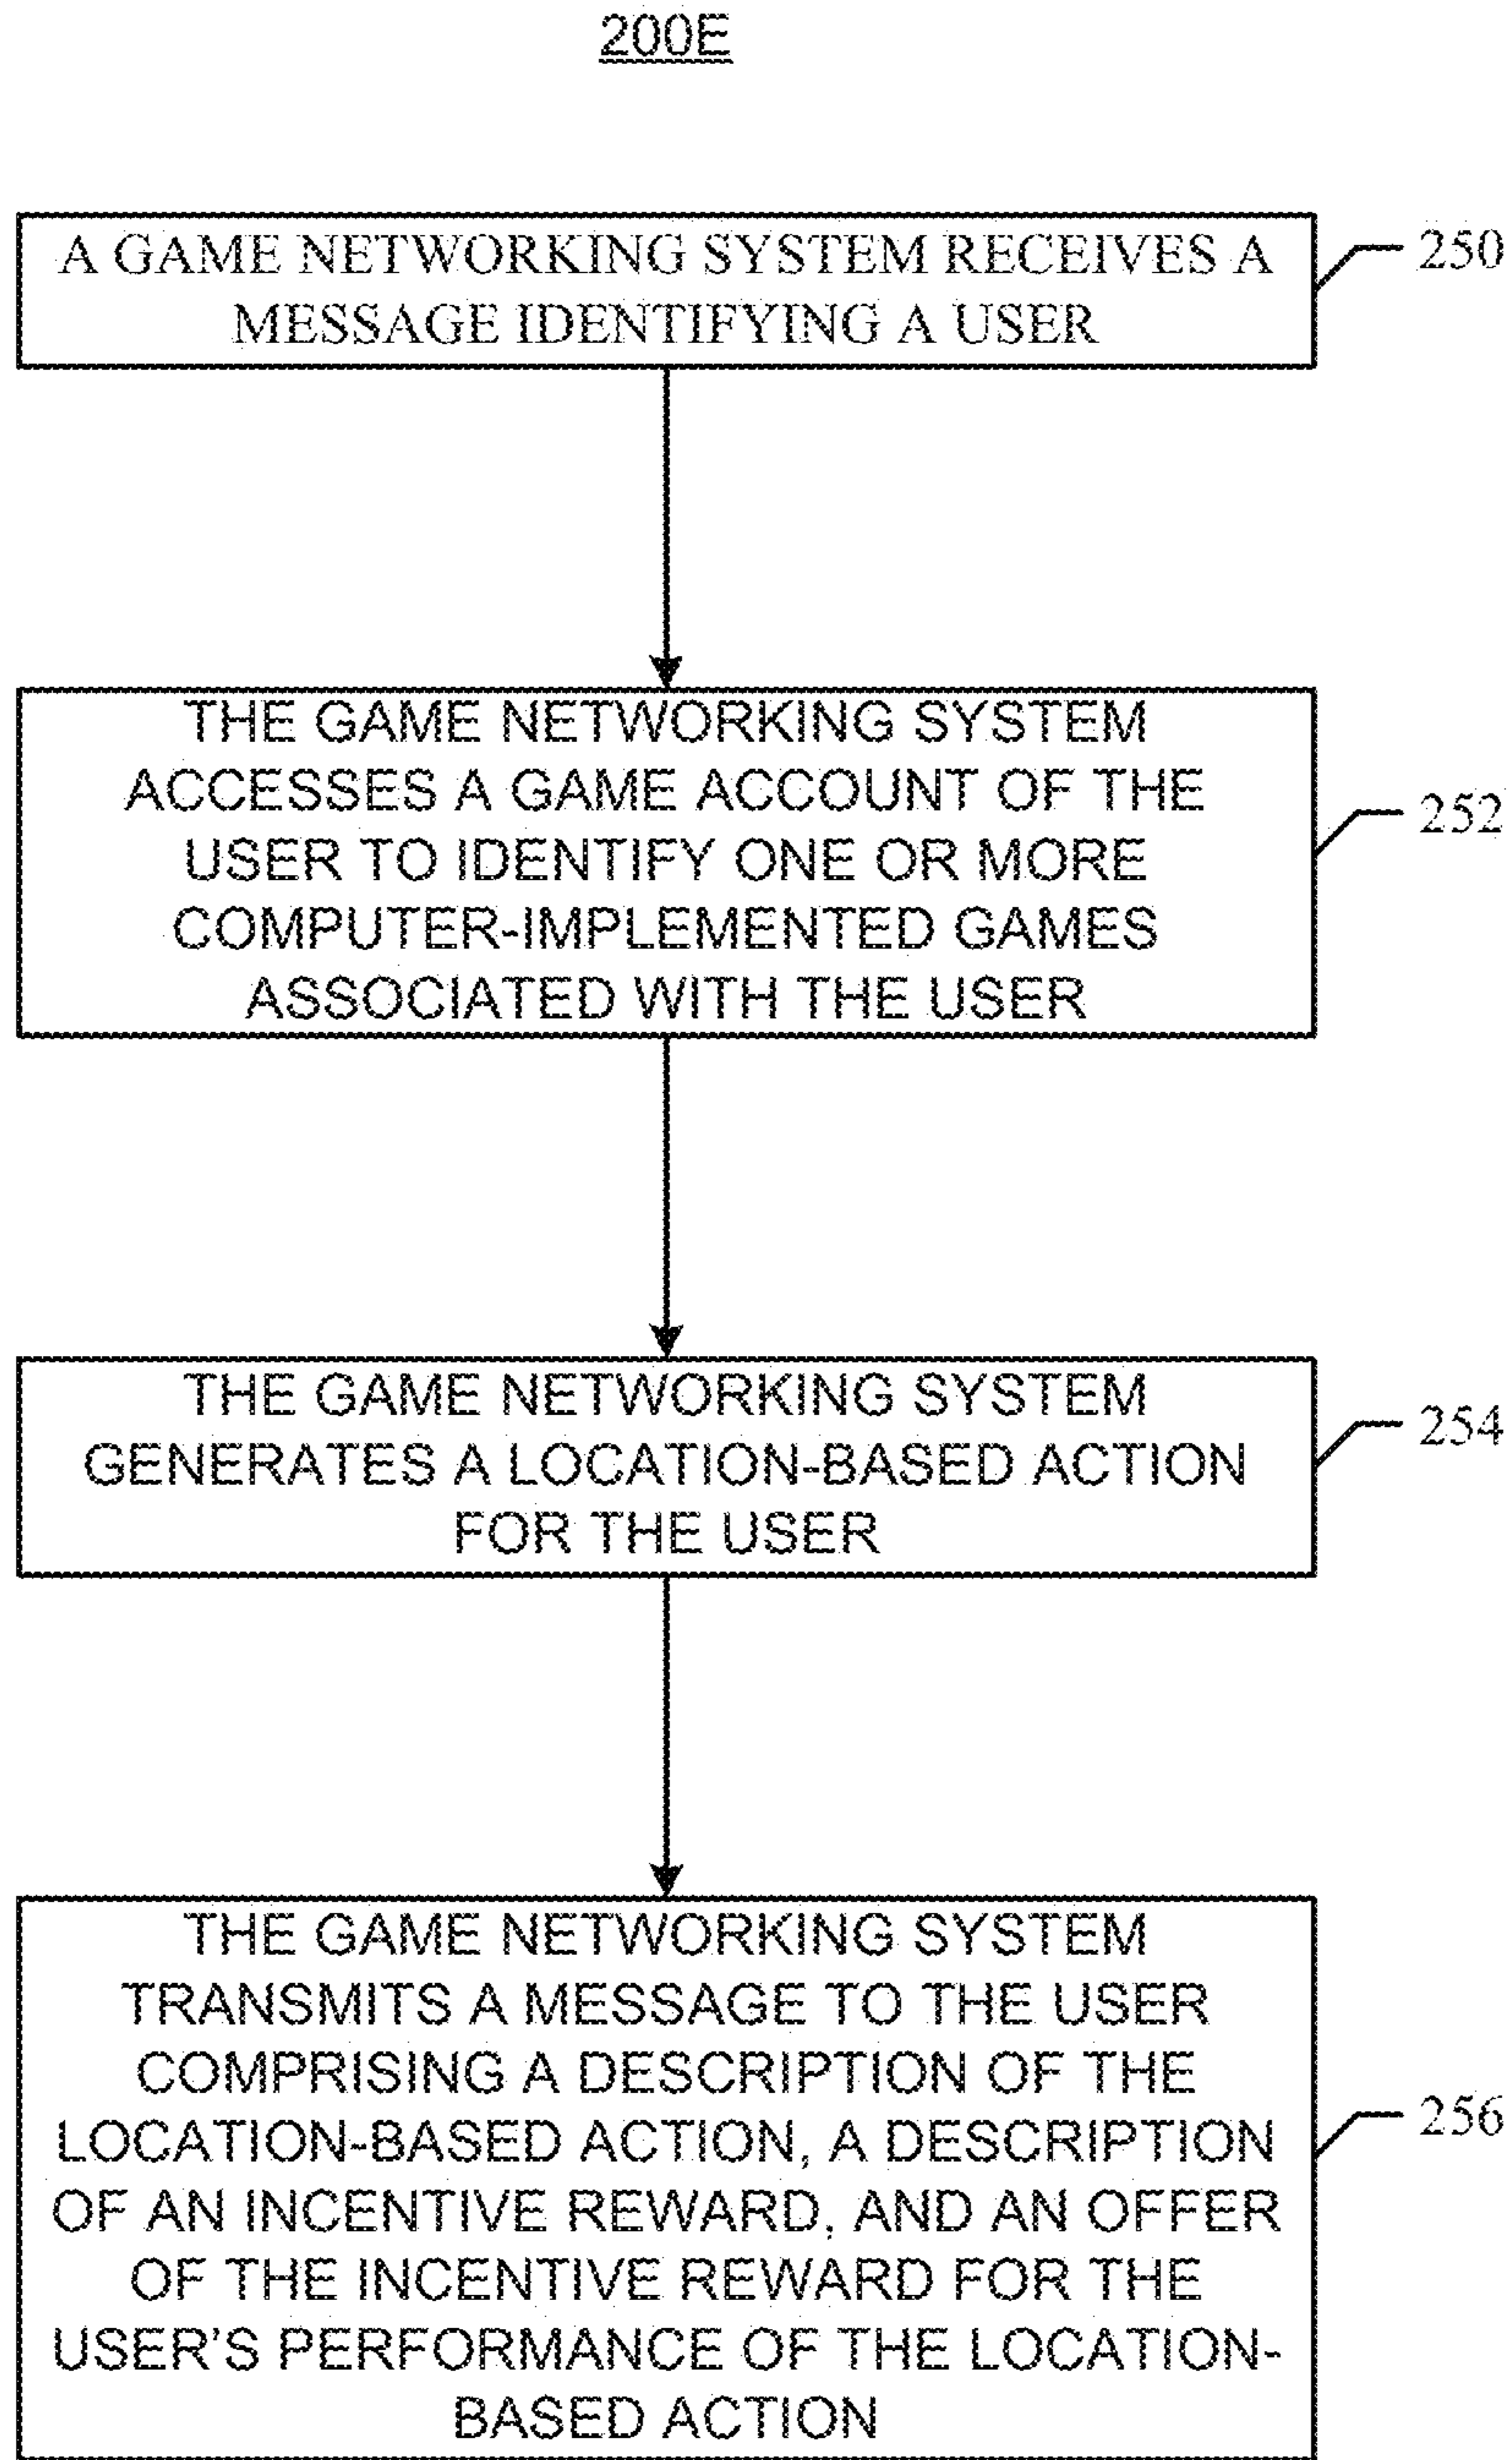 200E
A GAME NETWORKING SYSTEM RECEIVES A
MESSAGE IDENTIFYING A USER
250
THE GAME NETWORKING SYSTEM
ACCESSES A GAME ACCOUNT OF THE
USER TO IDENTIFY ONE OR MORE
COMPUTER-IMPLEMENTED GAMES
ASSOCIATED WITH THE USER
252
THE GAME NETWORKING SYSTEM
GENERATES A LOCATION-BASED ACTION
FOR THE USER
254
THE GAME NETWORKING SYSTEM
TRANSMITS A MESSAGE TO THE USER
COMPRISING A DESCRIPTION OF THE
LOCATION-BASED ACTION, A DESCRIPTION
OF AN INCENTIVE REWARD, AND AN OFFER
OF THE INCENTIVE REWARD FOR THE
USER'S PERFORMANCE OF THE LOCATION-
BASED ACTION
256